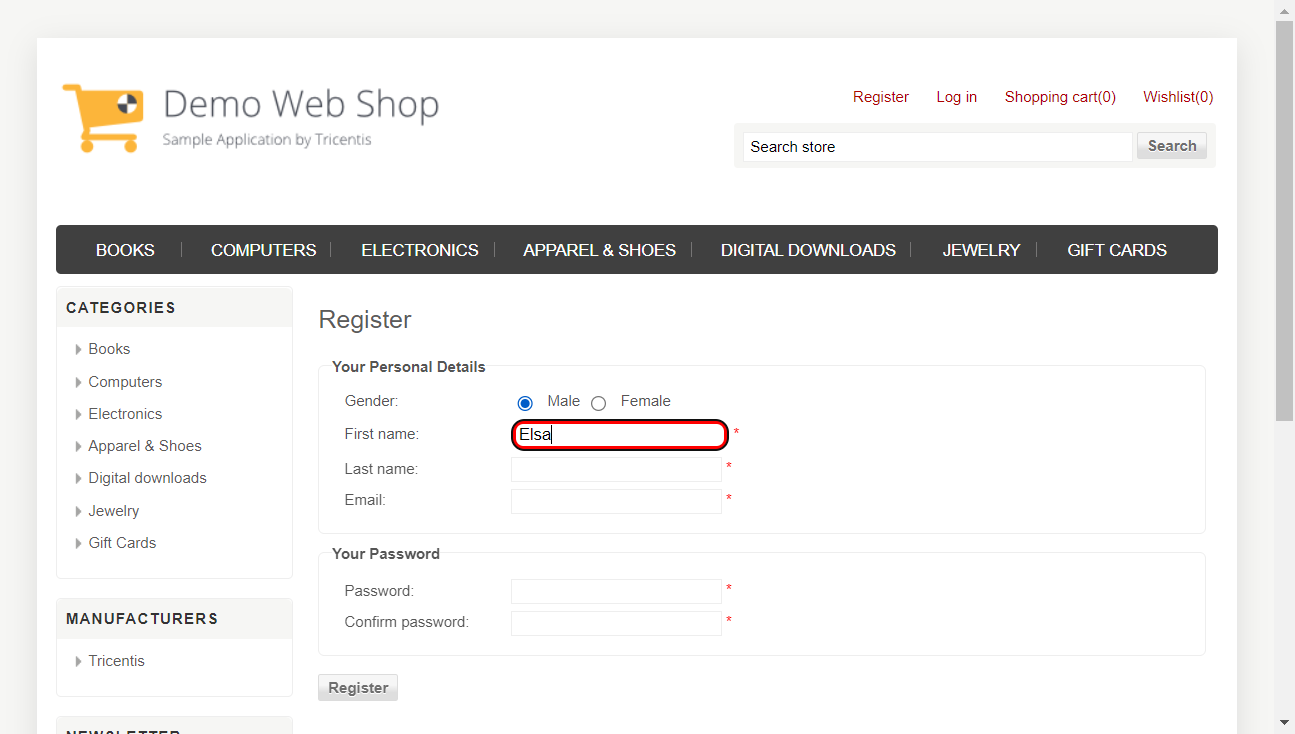 Demo Web Shop
Sample Application by Tricentis
Register Log in Shopping cart(0) Wishlist(0)
Search store Search
BOOKS COMPUTERS ELECTRONICS APPAREL & SHOES DIGITAL DOWNLOADS JEWELRY GIFT CARDS
CATEGORIES
Books
Computers
Electronics
Apparel & Shoes
Digital downloads
Jewelry
Gift Cards
MANUFACTURERS
Tricentis
NEWSLETTER
Register
Your Personal Details
Gender: Male Female
First name: Elsa *
Last name: *
Email: *
Your Password
Password: *
Confirm password: *
Register